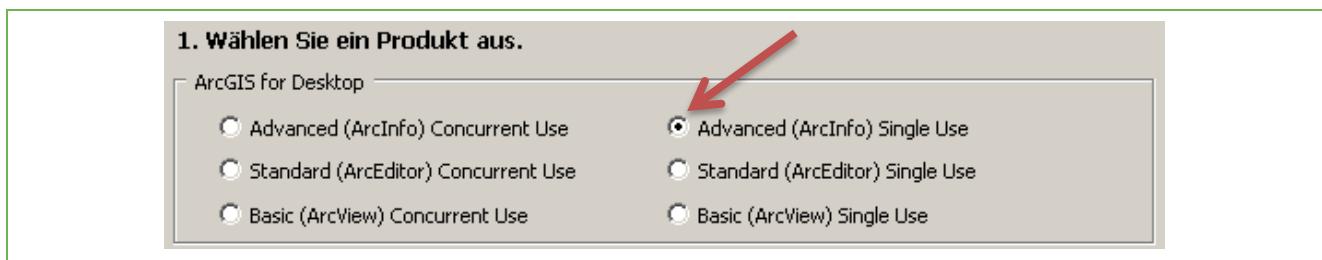 1. Wählen Sie ein Produkt aus.
ArcGIS for Desktop
Advanced (ArcInfo) Concurrent Use
Advanced (ArcInfo) Single Use
Standard (ArcEditor) Concurrent Use
Standard (ArcEditor) Single Use
Basic (ArcView) Concurrent Use
Basic (ArcView) Single Use